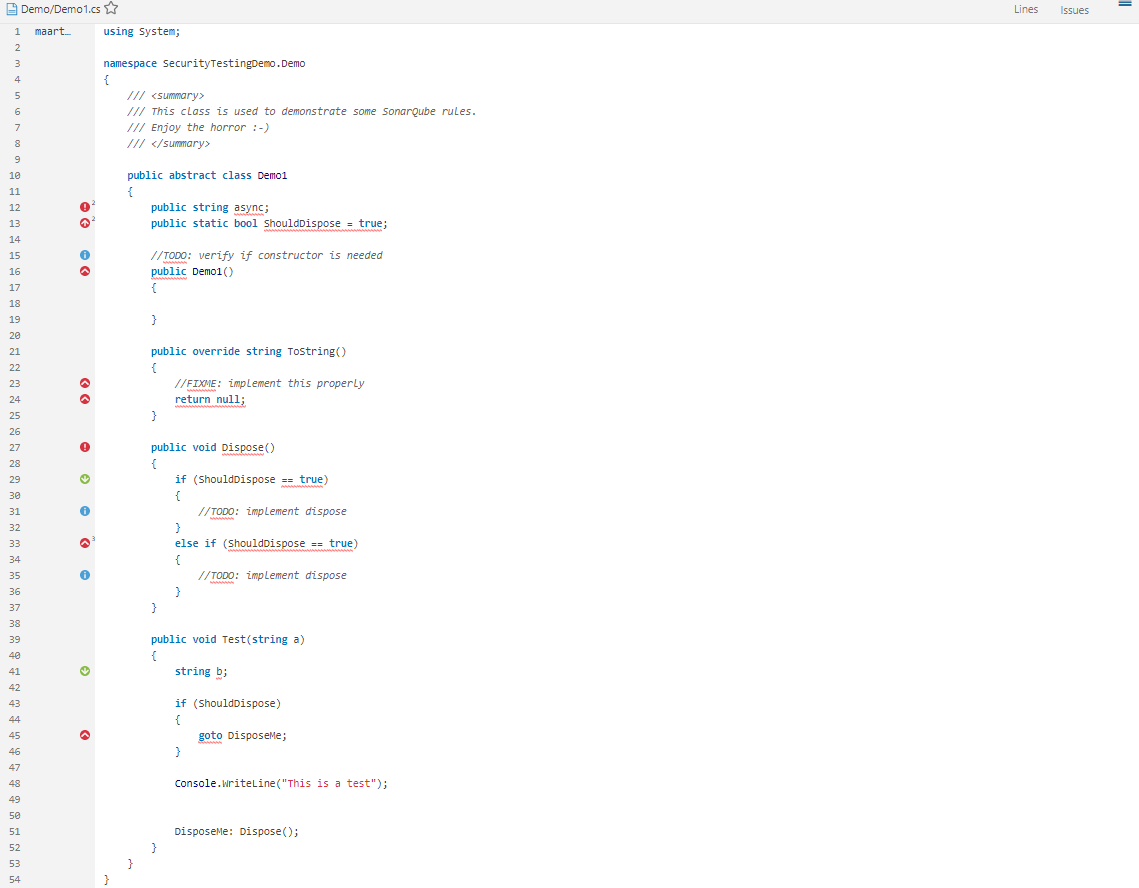 Demo/Demo1.cs Lines Issues
1 maart… using System;
2
3 namespace SecurityTestingDemo.Demo
4 {
5 /// <summary>
6 /// This class is used to demonstrate some SonarQube rules.
7 /// Enjoy the horror :-)
8 /// </summary>
9
10 public abstract class Demo1
11 {
12 2 public string async;
13 2 public static bool ShouldDispose = true;
14
15 //TODO: verify if constructor is needed
16 public Demo1()
17 {
18
19 }
20
21 public override string ToString()
22 {
23 //FIXME: implement this properly
24 return null;
25 }
26
27 public void Dispose()
28 {
29 if (ShouldDispose == true)
30 {
31 //TODO: implement dispose
32 }
33 3 else if (ShouldDispose == true)
34 {
35 //TODO: implement dispose
36 }
37 }
38
39 public void Test(string a)
40 {
41 string b;
42
43 if (ShouldDispose)
44 {
45 goto DisposeMe;
46 }
47
48 Console.WriteLine("This is a test");
49
50
51 DisposeMe: Dispose();
52 }
53 }
54 }